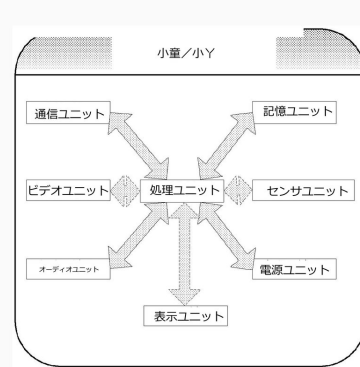 小童／小丫
通信ユニット
記憶ユニット
ビデオユニット
処理ユニット
センサユニット
オーディオユニット
電源ユニット
表示ユニット